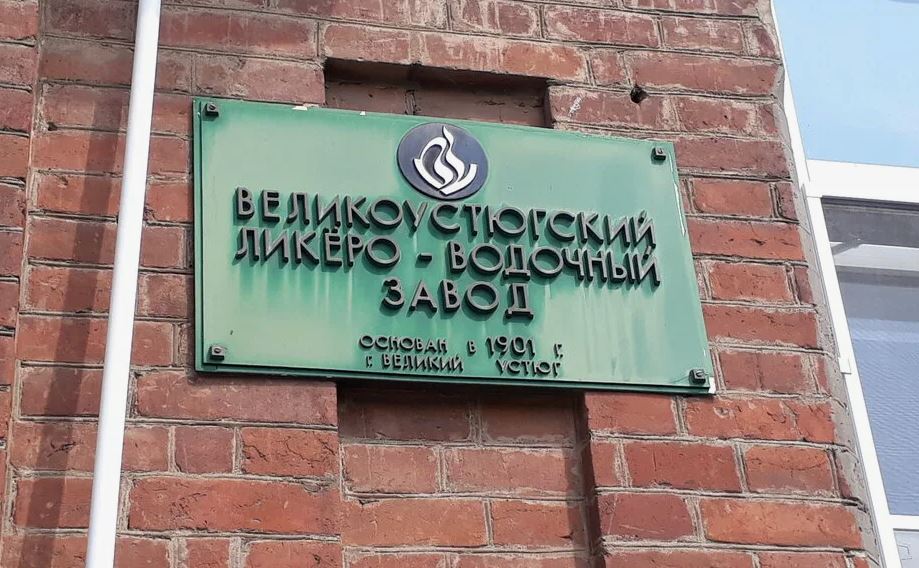 ВЕЛИКОУСТЮГСКИЙ
ЛИКЁРО - ВОДОЧНЫЙ
ЗАВОД
ОСНОВАН В 1901 Г.
Г. ВЕЛИКИЙ УСТЮГ